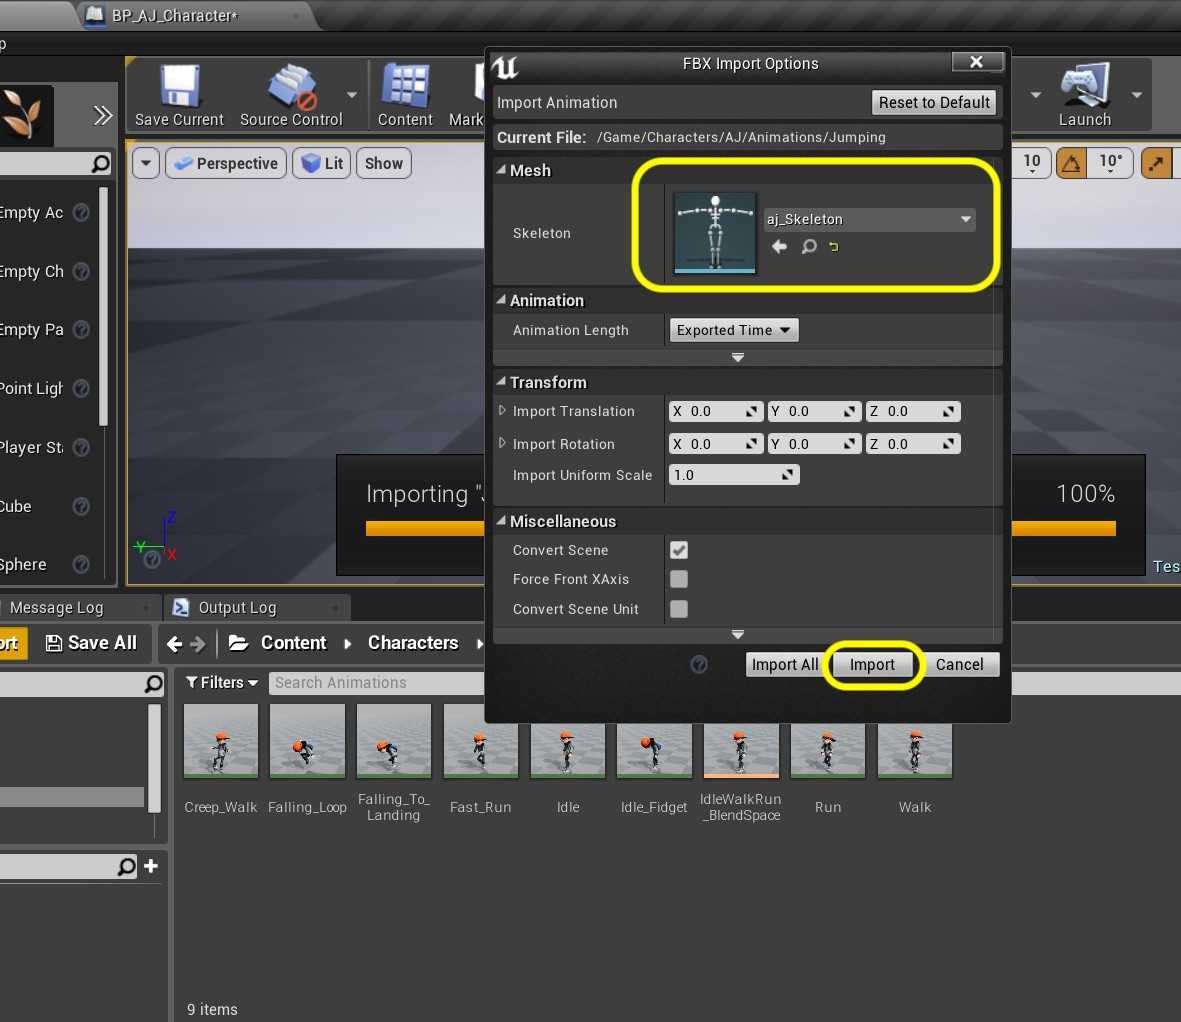 BP_AJ_Character*
p
Save Current
Source Control
Content
Mark
Launch
FBX Import Options
Import Animation
Reset to Default
Current File: /Game/Characters/AJ/Animations/Jumping
Perspective
Lit
Show
10
10°
Mesh
Skeleton
aj_Skeleton
Animation
Animation Length
Exported Time
Transform
Import Translation
X 0.0
Y 0.0
Z 0.0
Import Rotation
X 0.0
Y 0.0
Z 0.0
Import Uniform Scale
1.0
Miscellaneous
Convert Scene
Force Front XAxis
Convert Scene Unit
Import All
Import
Cancel
Empty Ac
Empty Ch
Empty Pa
Point Ligh
Player Sta
Cube
Sphere
Importing "J
100%
Z
Y
X
Tes
Message Log
Output Log
ort
Save All
Content
Characters
Filters
Search Animations
Creep_Walk
Falling_Loop
Falling_To_
Landing
Fast_Run
Idle
Idle_Fidget
IdleWalkRun
_BlendSpace
Run
Walk
9 items